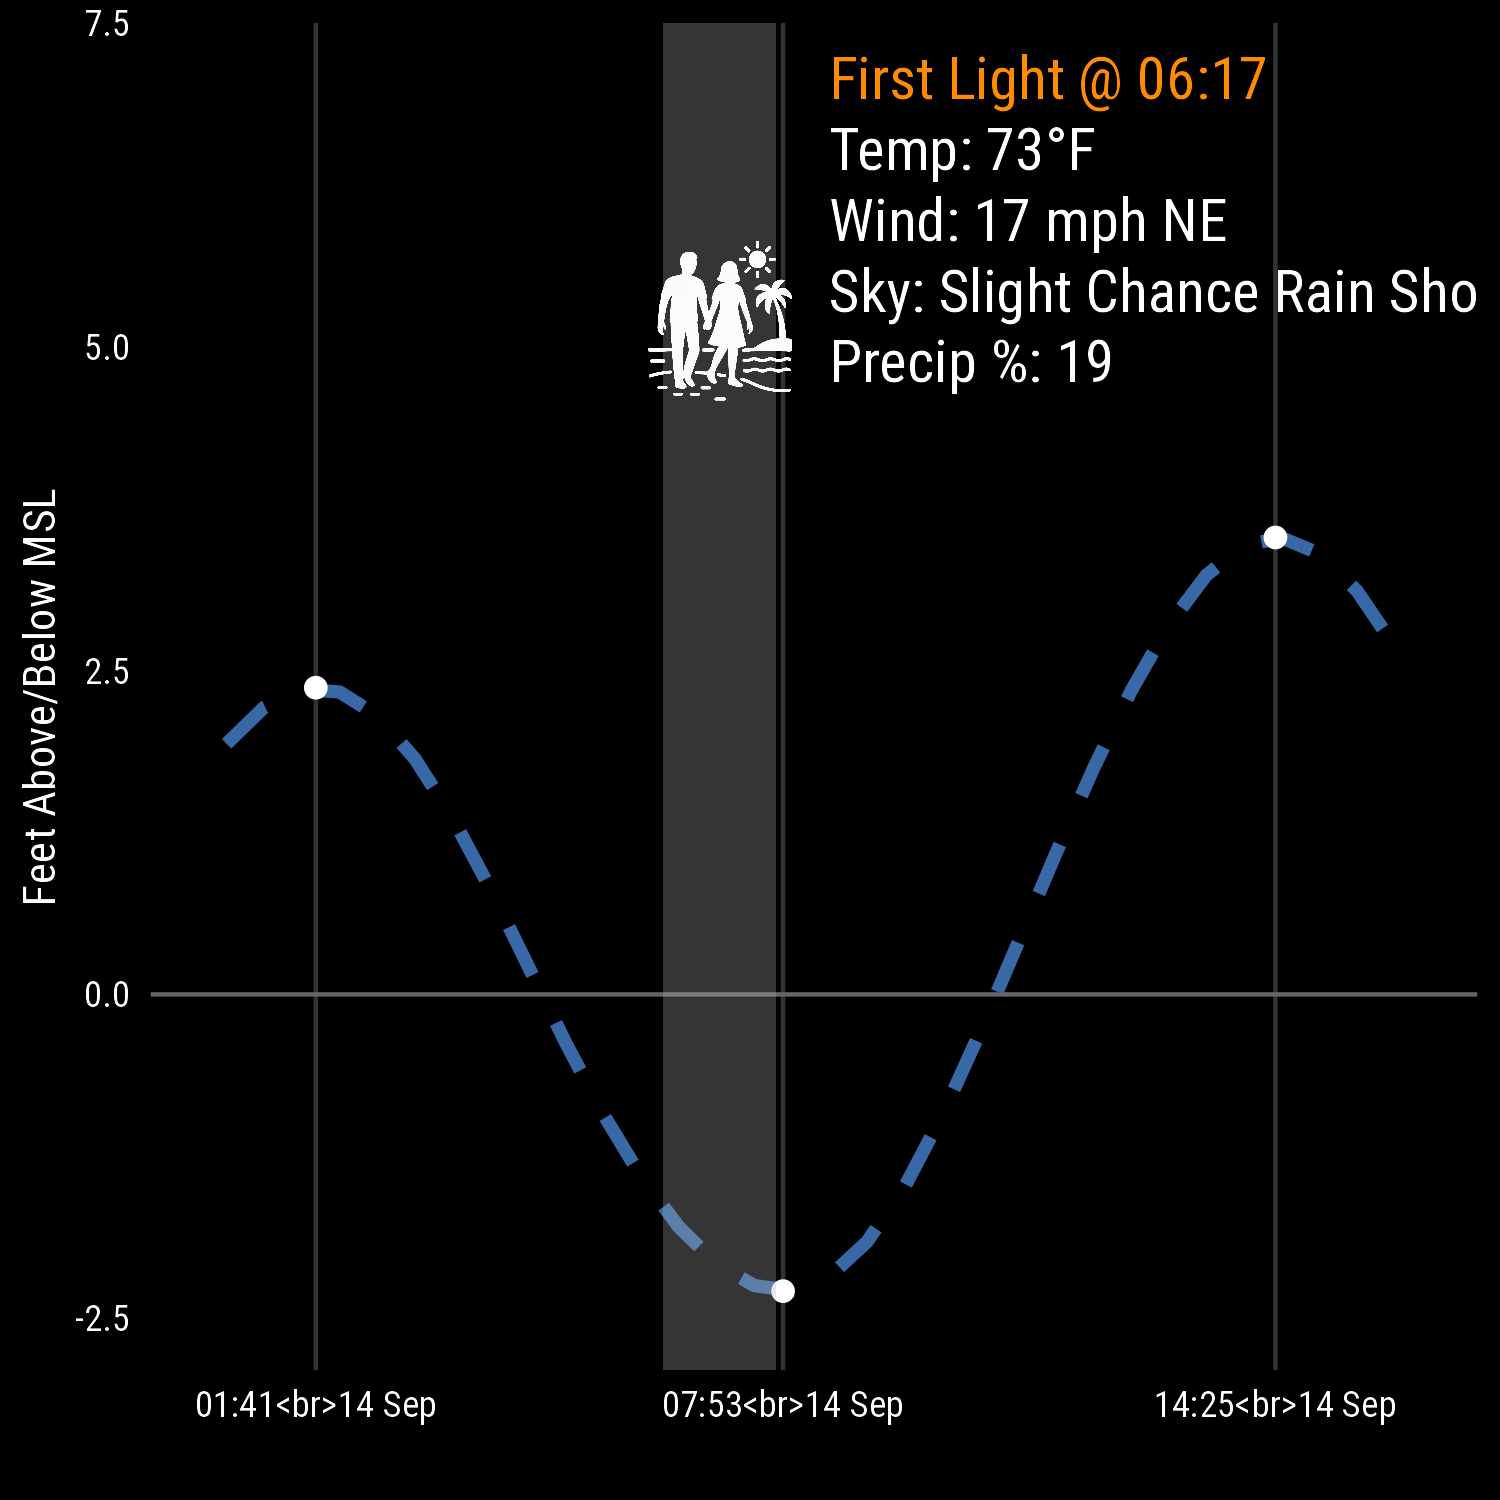 7.5
First Light @ 06:17
Temp: 73°F
Wind: 17 mph NE
Sky: Slight Chance Rain Sho
Precip %: 19
5.0
Feet Above/Below MSL
2.5
0.0
-2.5
01:41<br>14 Sep
07:53<br>14 Sep
14:25<br>14 Sep